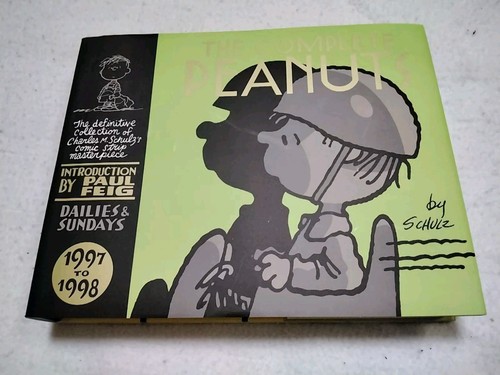 THE COMPLETE
PEANUTS
by
SCHULZ
The definitive
collection of
Charles M. Schulz's
comic strip
masterpiece
INTRODUCTION
BY PAUL
FEIG
DAILIES &
SUNDAYS
1997
TO
1998